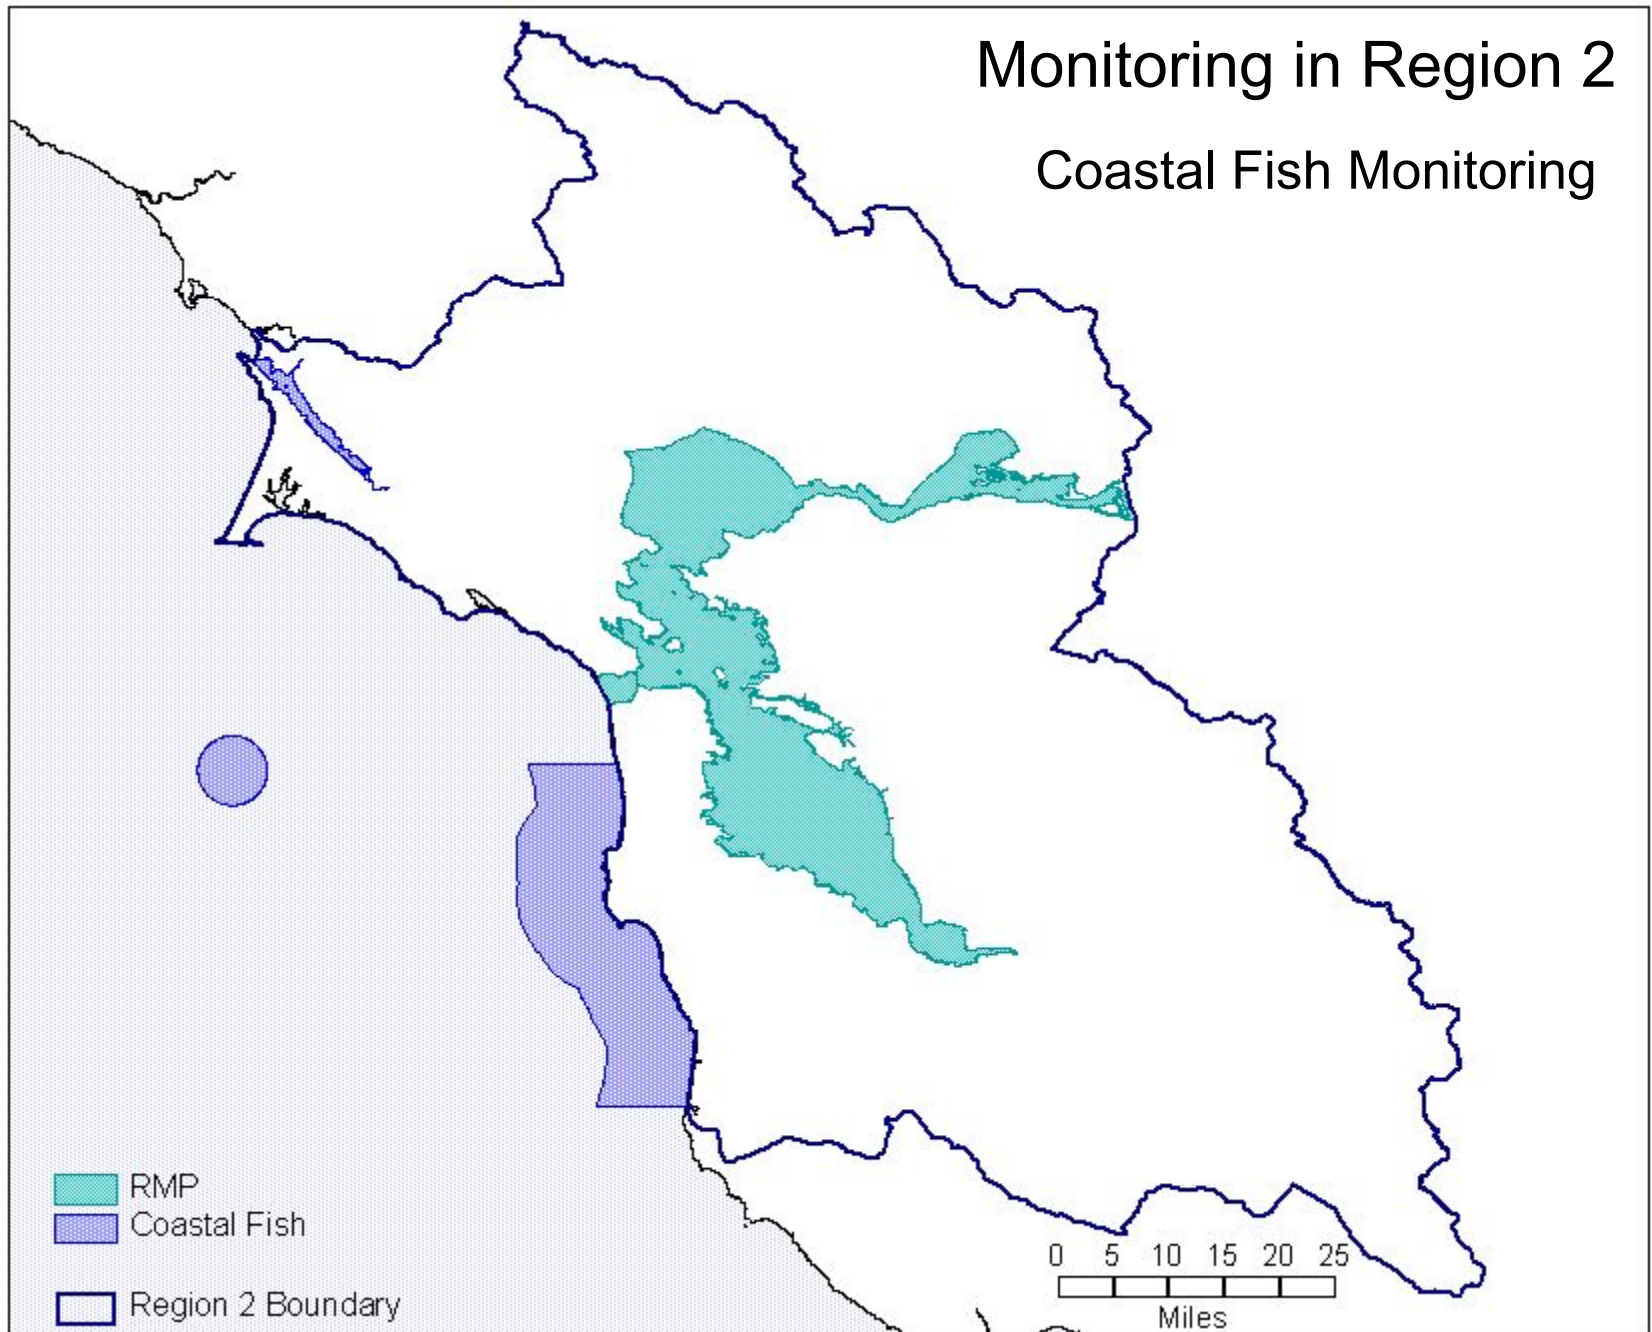 Monitoring in Region 2
Coastal Fish Monitoring
RMP
Coastal Fish
Region 2 Boundary
0 5 10 15 20 25
Miles